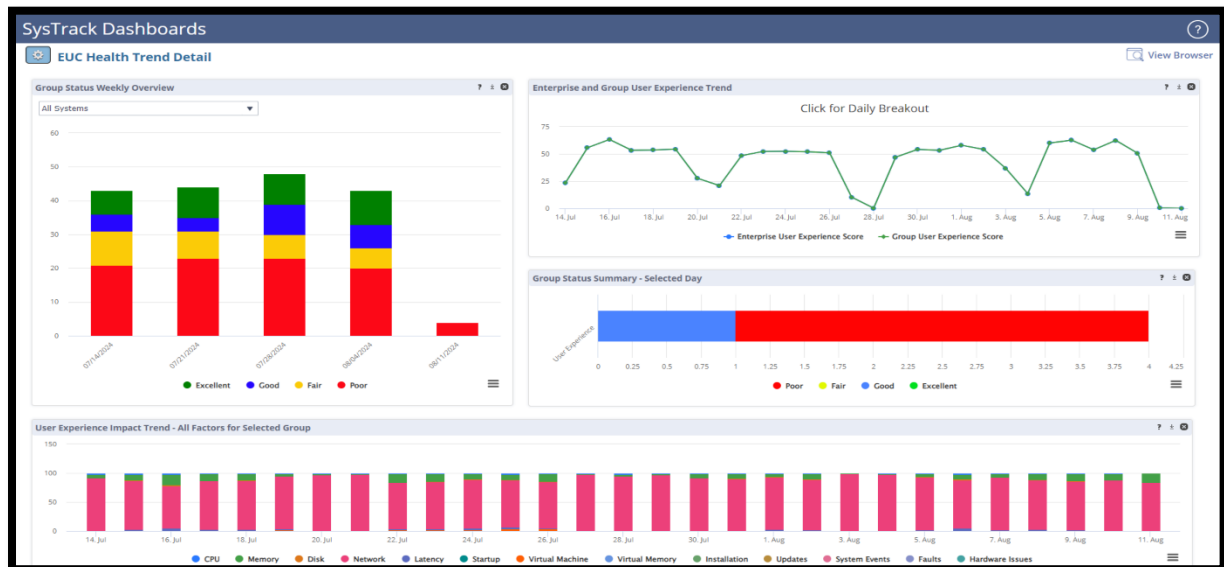 SysTrack Dashboards
?
EUC Health Trend Detail
View Browser
Group Status Weekly Overview
?
All Systems
60
50
40
30
20
10
0
07/14/2024
07/21/2024
07/28/2024
08/04/2024
08/11/2024
Excellent Good Fair Poor
Enterprise and Group User Experience Trend
?
Click for Daily Breakout
75
50
25
0
14. Jul 16. Jul 18. Jul 20. Jul 22. Jul 24. Jul 26. Jul 28. Jul 30. Jul 1. Aug 3. Aug 5. Aug 7. Aug 9. Aug 11. Aug
Enterprise User Experience Score Group User Experience Score
Group Status Summary - Selected Day
?
User Experience
0 0.25 0.5 0.75 1 1.25 1.5 1.75 2 2.25 2.5 2.75 3 3.25 3.5 3.75 4 4.25
Poor Fair Good Excellent
User Experience Impact Trend - All Factors for Selected Group
?
150
100
50
0
14. Jul 16. Jul 18. Jul 20. Jul 22. Jul 24. Jul 26. Jul 28. Jul 30. Jul 1. Aug 3. Aug 5. Aug 7. Aug 9. Aug 11. Aug
CPU Memory Disk Network Latency Startup Virtual Machine Virtual Memory Installation Updates System Events Faults Hardware Issues